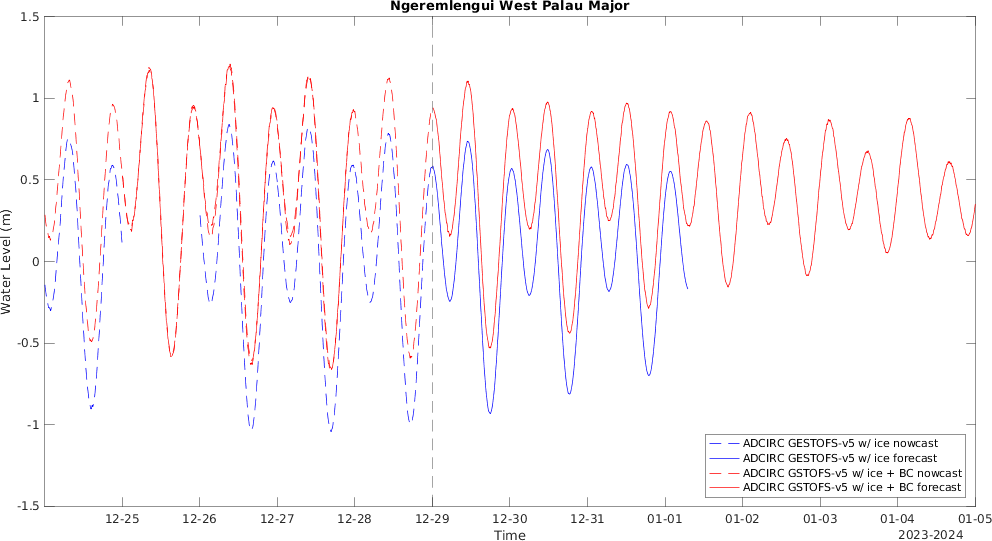 Ngeremlengui West Palau Major
1.5
1
0.5
0
-0.5
-1
-1.5
Water Level (m)
ADCIRC GESTOFS-v5 w/ ice nowcast
ADCIRC GESTOFS-v5 w/ ice forecast
ADCIRC GSTOFS-v5 w/ ice + BC nowcast
ADCIRC GSTOFS-v5 w/ ice + BC forecast
12-25 12-26 12-27 12-28 12-29 12-30 12-31 01-01 01-02 01-03 01-04 01-05
Time
2023-2024